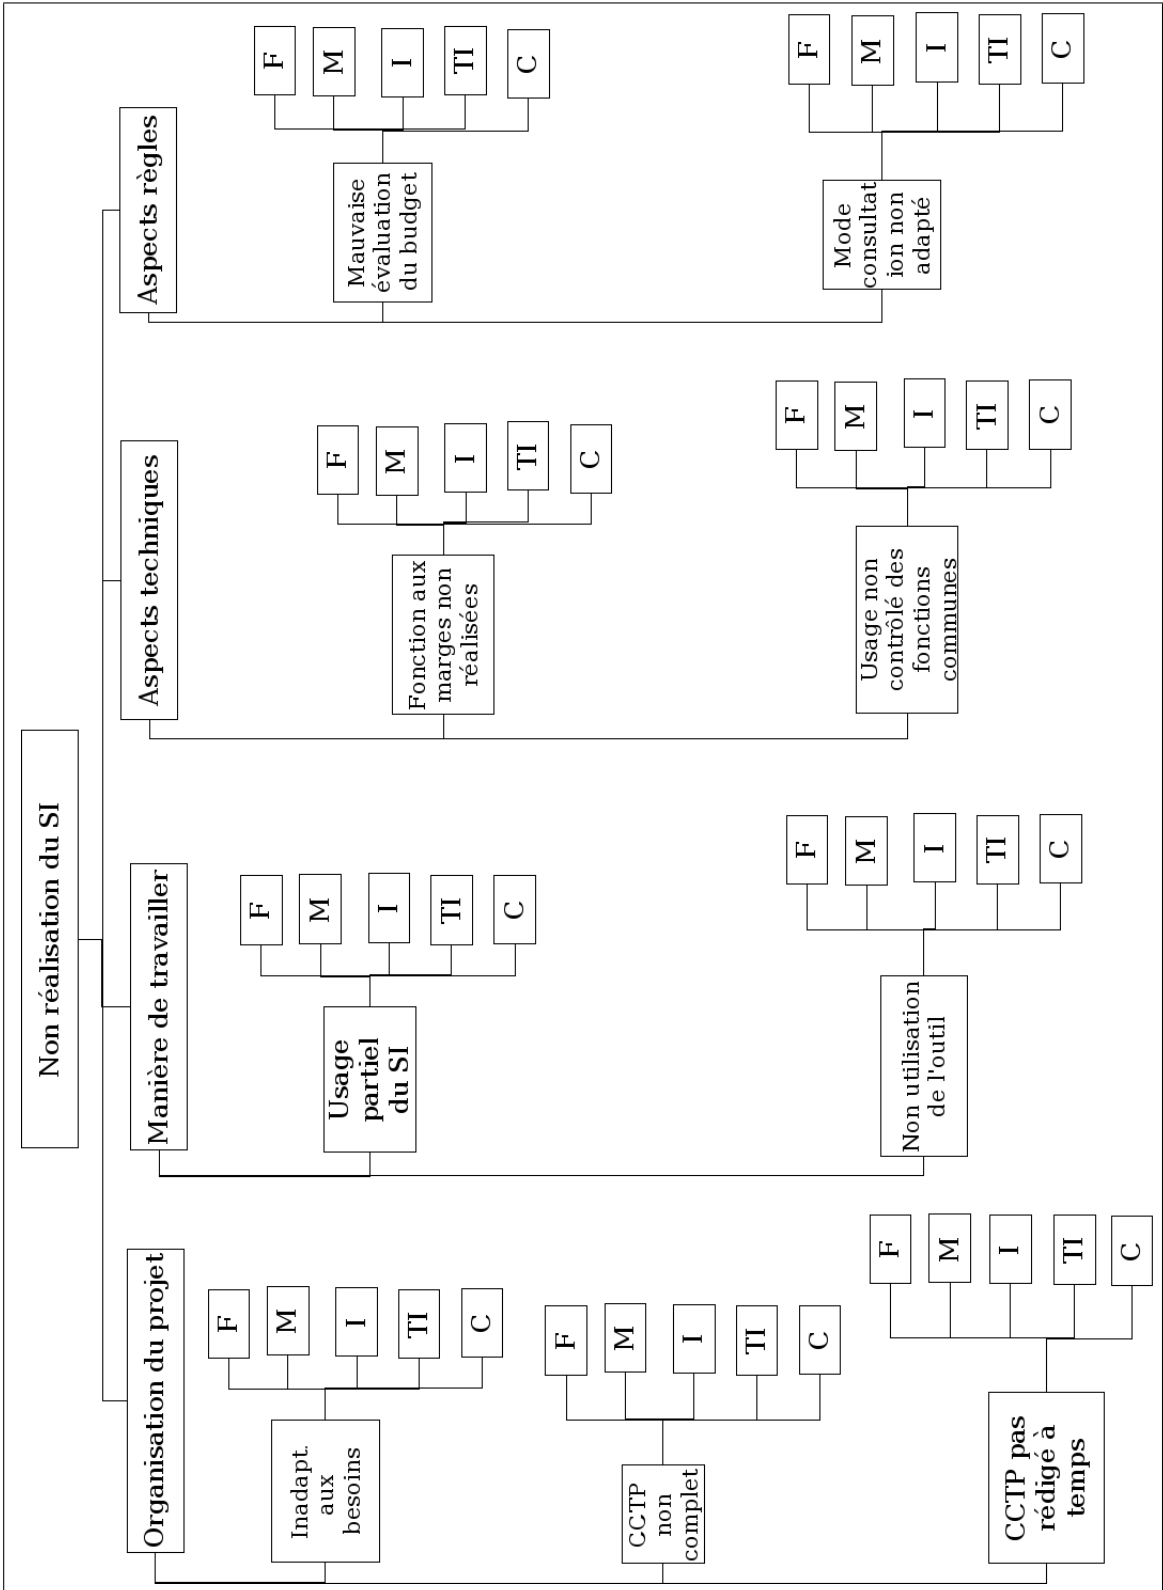 Non réalisation du SI
Organisation du projet
Manière de travailler
Aspects techniques
Aspects règles
Inadapt.
aux
besoins
F
M
I
TI
C
CCTP
non
complet
F
M
I
TI
C
CCTP pas
rédigé à
temps
F
M
I
TI
C
Usage
partiel
du SI
F
M
I
TI
C
Non utilisation
de l'outil
F
M
I
TI
C
Fonction aux
marges non
réalisées
F
M
I
TI
C
Usage non
contrôlé des
fonctions
communes
F
M
I
TI
C
Mauvaise
évaluation
du budget
F
M
I
TI
C
Mode
consultat
ion non
adapté
F
M
I
TI
C